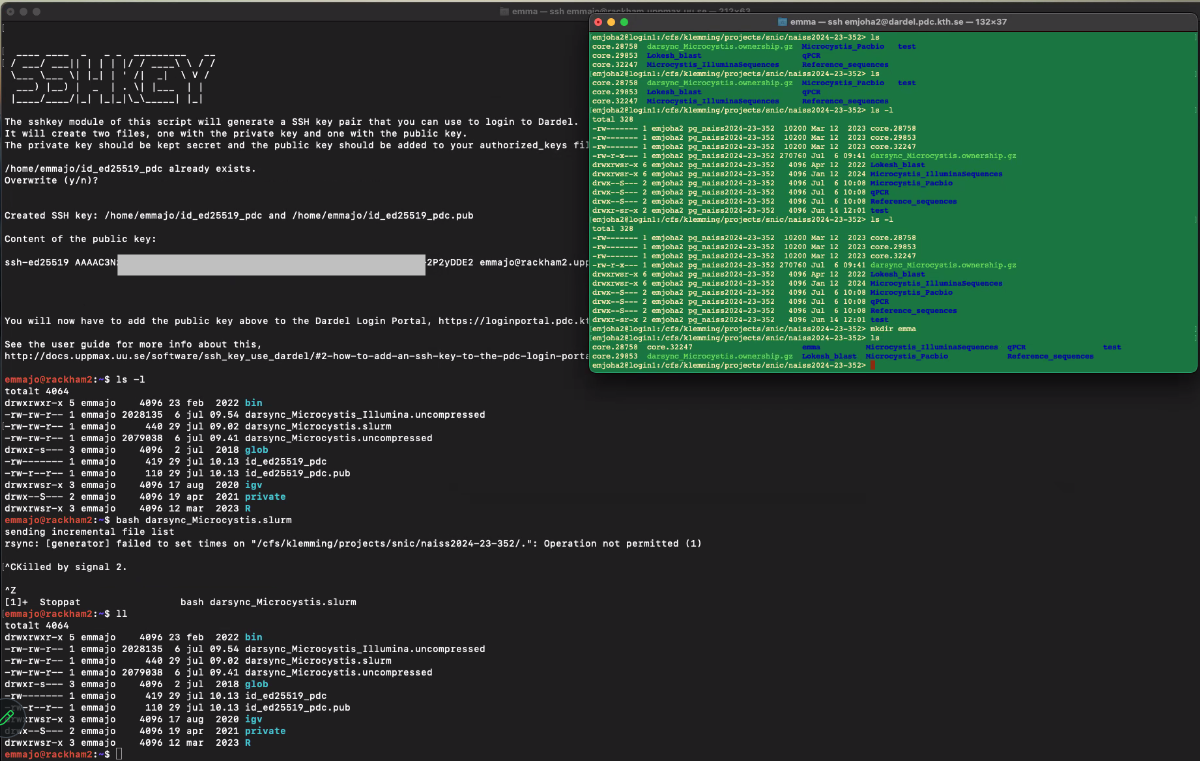 emma — ssh emmajo@rackham.uppmax.uu.se — 212×62
This script will generate a SSH key pair that you can use to login to Dardel.
It will create two files, one with the private key and one with the public key.
The private key should be kept secret and the public key should be added to your authorized_keys fil
/home/emmajo/id_ed25519_pdc already exists.
Overwrite (y/n)?
Created SSH key: /home/emmajo/id_ed25519_pdc and /home/emmajo/id_ed25519_pdc.pub
Content of the public key:
ssh-ed25519 AAAAC3N 2P2yDDE2 emmajo@rackham2.upp
You will now have to add the public key above to the Dardel Login Portal, https://loginportal.pdc.kt
See the user guide for more info about this,
http://docs.uppmax.uu.se/software/ssh_key_use_dardel/#2-how-to-add-an-ssh-key-to-the-pdc-login-porta
emmajo@rackham2:~$ ls -l
totalt 4064
drwxrwxr-x 5 emmajo 4096 23 feb 2022 bin
-rw-rw-r-- 1 emmajo 2028135 6 jul 09.54 darsync_Microcystis_Illumina.uncompressed
-rw-rw-r-- 1 emmajo 440 29 jul 09.02 darsync_Microcystis.slurm
-rw-rw-r-- 1 emmajo 2079038 6 jul 09.41 darsync_Microcystis.uncompressed
drwxr-s--- 3 emmajo 4096 2 jul 2018 glob
-rw------- 1 emmajo 419 29 jul 10.13 id_ed25519_pdc
-rw-r--r-- 1 emmajo 110 29 jul 10.13 id_ed25519_pdc.pub
drwxrwsr-x 3 emmajo 4096 17 aug 2020 igv
drwx--S--- 2 emmajo 4096 19 apr 2021 private
drwxrwsr-x 3 emmajo 4096 12 mar 2023 R
emmajo@rackham2:~$ bash darsync_Microcystis.slurm
sending incremental file list
rsync: [generator] failed to set times on "/cfs/klemming/projects/snic/naiss2024-23-352/.": Operation not permitted (1)
^CKilled by signal 2.
^Z
[1]+ Stoppat bash darsync_Microcystis.slurm
emmajo@rackham2:~$ ll
totalt 4064
drwxrwxr-x 5 emmajo 4096 23 feb 2022 bin
-rw-rw-r-- 1 emmajo 2028135 6 jul 09.54 darsync_Microcystis_Illumina.uncompressed
-rw-rw-r-- 1 emmajo 440 29 jul 09.02 darsync_Microcystis.slurm
-rw-rw-r-- 1 emmajo 2079038 6 jul 09.41 darsync_Microcystis.uncompressed
drwxr-s--- 3 emmajo 4096 2 jul 2018 glob
-rw------- 1 emmajo 419 29 jul 10.13 id_ed25519_pdc
-rw-r--r-- 1 emmajo 110 29 jul 10.13 id_ed25519_pdc.pub
drwxrwsr-x 3 emmajo 4096 17 aug 2020 igv
drwx--S--- 2 emmajo 4096 19 apr 2021 private
drwxrwsr-x 3 emmajo 4096 12 mar 2023 R
emmajo@rackham2:~$
emma — ssh emjoha2@dardel.pdc.kth.se — 132×37
emjoha2@login1:/cfs/klemming/projects/snic/naiss2024-23-352> ls
core.28758 darsync_Microcystis.ownership.gz Microcystis_Pacbio test
core.29853 Lokesh_blast qPCR
core.32247 Microcystis_IlluminaSequences Reference_sequences
emjoha2@login1:/cfs/klemming/projects/snic/naiss2024-23-352> ls
core.28758 darsync_Microcystis.ownership.gz Microcystis_Pacbio test
core.29853 Lokesh_blast qPCR
core.32247 Microcystis_IlluminaSequences Reference_sequences
emjoha2@login1:/cfs/klemming/projects/snic/naiss2024-23-352> ls -l
total 328
-rw------- 1 emjoha2 pg_naiss2024-23-352 10200 Mar 12 2023 core.28758
-rw------- 1 emjoha2 pg_naiss2024-23-352 10200 Mar 12 2023 core.29853
-rw------- 1 emjoha2 pg_naiss2024-23-352 10200 Mar 12 2023 core.32247
-rw-r-x--- 1 emjoha2 pg_naiss2024-23-352 270760 Jul 6 09:41 darsync_Microcystis.ownership.gz
drwxrwsr-x 6 emjoha2 pg_naiss2024-23-352 4096 Apr 12 2022 Lokesh_blast
drwxrwsr-x 6 emjoha2 pg_naiss2024-23-352 4096 Jan 12 2024 Microcystis_IlluminaSequences
drwx--S--- 2 emjoha2 pg_naiss2024-23-352 4096 Jul 6 10:08 Microcystis_Pacbio
drwx--S--- 2 emjoha2 pg_naiss2024-23-352 4096 Jul 6 10:08 qPCR
drwx--S--- 2 emjoha2 pg_naiss2024-23-352 4096 Jul 6 10:08 Reference_sequences
drwxr-sr-x 2 emjoha2 pg_naiss2024-23-352 4096 Jun 14 12:01 test
emjoha2@login1:/cfs/klemming/projects/snic/naiss2024-23-352> ls -l
total 328
-rw------- 1 emjoha2 pg_naiss2024-23-352 10200 Mar 12 2023 core.28758
-rw------- 1 emjoha2 pg_naiss2024-23-352 10200 Mar 12 2023 core.29853
-rw------- 1 emjoha2 pg_naiss2024-23-352 10200 Mar 12 2023 core.32247
-rw-r-x--- 1 emjoha2 pg_naiss2024-23-352 270760 Jul 6 09:41 darsync_Microcystis.ownership.gz
drwxrwsr-x 6 emjoha2 pg_naiss2024-23-352 4096 Apr 12 2022 Lokesh_blast
drwxrwsr-x 6 emjoha2 pg_naiss2024-23-352 4096 Jan 12 2024 Microcystis_IlluminaSequences
drwx--S--- 2 emjoha2 pg_naiss2024-23-352 4096 Jul 6 10:08 Microcystis_Pacbio
drwx--S--- 2 emjoha2 pg_naiss2024-23-352 4096 Jul 6 10:08 qPCR
drwx--S--- 2 emjoha2 pg_naiss2024-23-352 4096 Jul 6 10:08 Reference_sequences
drwxr-sr-x 2 emjoha2 pg_naiss2024-23-352 4096 Jun 14 12:01 test
emjoha2@login1:/cfs/klemming/projects/snic/naiss2024-23-352> mkdir emma
emjoha2@login1:/cfs/klemming/projects/snic/naiss2024-23-352> ls
core.28758 core.32247 emma Microcystis_IlluminaSequences qPCR test
core.29853 darsync_Microcystis.ownership.gz Lokesh_blast Microcystis_Pacbio Reference_sequences
emjoha2@login1:/cfs/klemming/projects/snic/naiss2024-23-352>